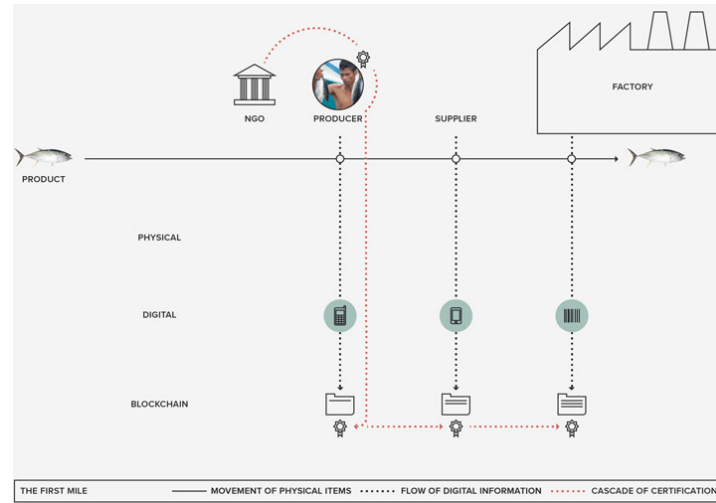 FACTORY
NGO
PRODUCER
SUPPLIER
PRODUCT
PHYSICAL
DIGITAL
BLOCKCHAIN
THE FIRST MILE
MOVEMENT OF PHYSICAL ITEMS
FLOW OF DIGITAL INFORMATION
CASCADE OF CERTIFICATION